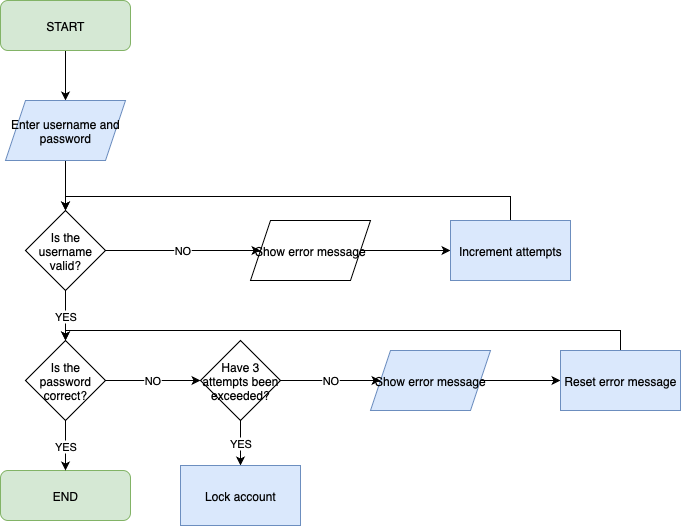 START
Enter username and
password
Is the
username
valid?
NO
Show error message
Increment attempts
YES
Is the
password
correct?
NO
Have 3
attempts been
exceeded?
NO
Show error message
Reset error message
YES
YES
END
Lock account